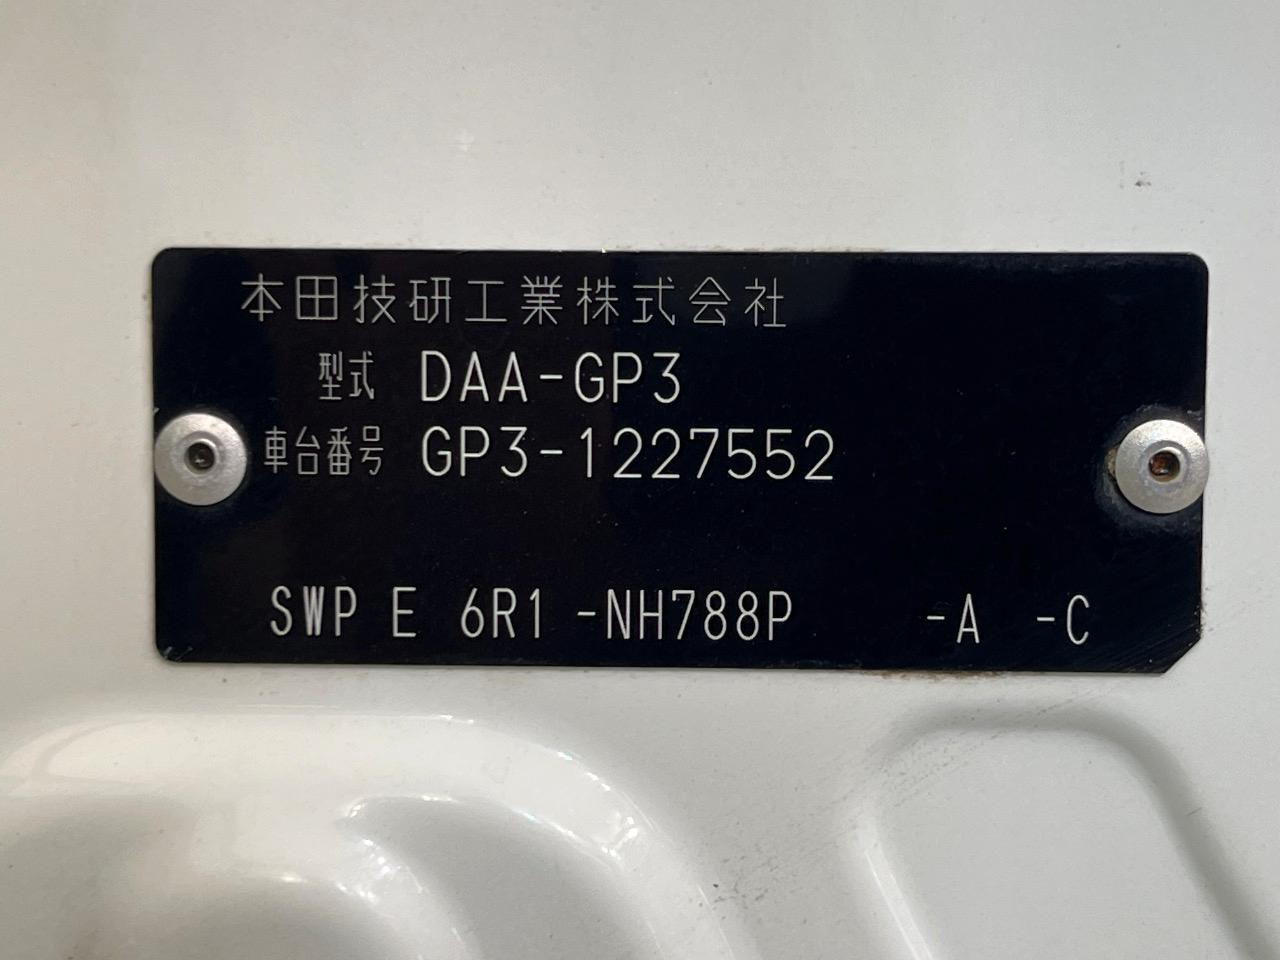 本田技研工業株式会社
型式 DAA-GP3
車台番号 GP3-1227552
SWP E 6R1 -NH788P -A -C